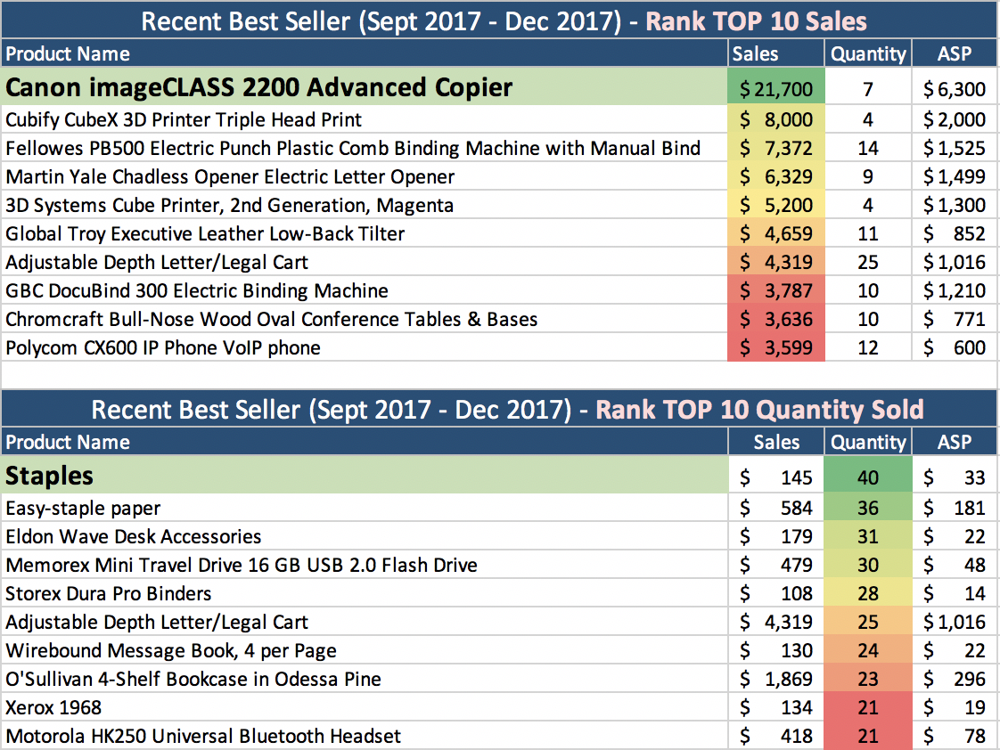 Recent Best Seller (Sept 2017 - Dec 2017) - Rank TOP 10 Sales
Product Name Sales Quantity ASP
Canon imageCLASS 2200 Advanced Copier $ 21,700 7 $ 6,300
Cubify CubeX 3D Printer Triple Head Print $ 8,000 4 $ 2,000
Fellowes PB500 Electric Punch Plastic Comb Binding Machine with Manual Bind $ 7,372 14 $ 1,525
Martin Yale Chadless Opener Electric Letter Opener $ 6,329 9 $ 1,499
3D Systems Cube Printer, 2nd Generation, Magenta $ 5,200 4 $ 1,300
Global Troy Executive Leather Low-Back Tilter $ 4,659 11 $ 852
Adjustable Depth Letter/Legal Cart $ 4,319 25 $ 1,016
GBC DocuBind 300 Electric Binding Machine $ 3,787 10 $ 1,210
Chromcraft Bull-Nose Wood Oval Conference Tables & Bases $ 3,636 10 $ 771
Polycom CX600 IP Phone VoIP phone $ 3,599 12 $ 600
Recent Best Seller (Sept 2017 - Dec 2017) - Rank TOP 10 Quantity Sold
Product Name Sales Quantity ASP
Staples $ 145 40 $ 33
Easy-staple paper $ 584 36 $ 181
Eldon Wave Desk Accessories $ 179 31 $ 22
Memorex Mini Travel Drive 16 GB USB 2.0 Flash Drive $ 479 30 $ 48
Storex Dura Pro Binders $ 108 28 $ 14
Adjustable Depth Letter/Legal Cart $ 4,319 25 $ 1,016
Wirebound Message Book, 4 per Page $ 130 24 $ 22
O'Sullivan 4-Shelf Bookcase in Odessa Pine $ 1,869 23 $ 296
Xerox 1968 $ 134 21 $ 19
Motorola HK250 Universal Bluetooth Headset $ 418 21 $ 78